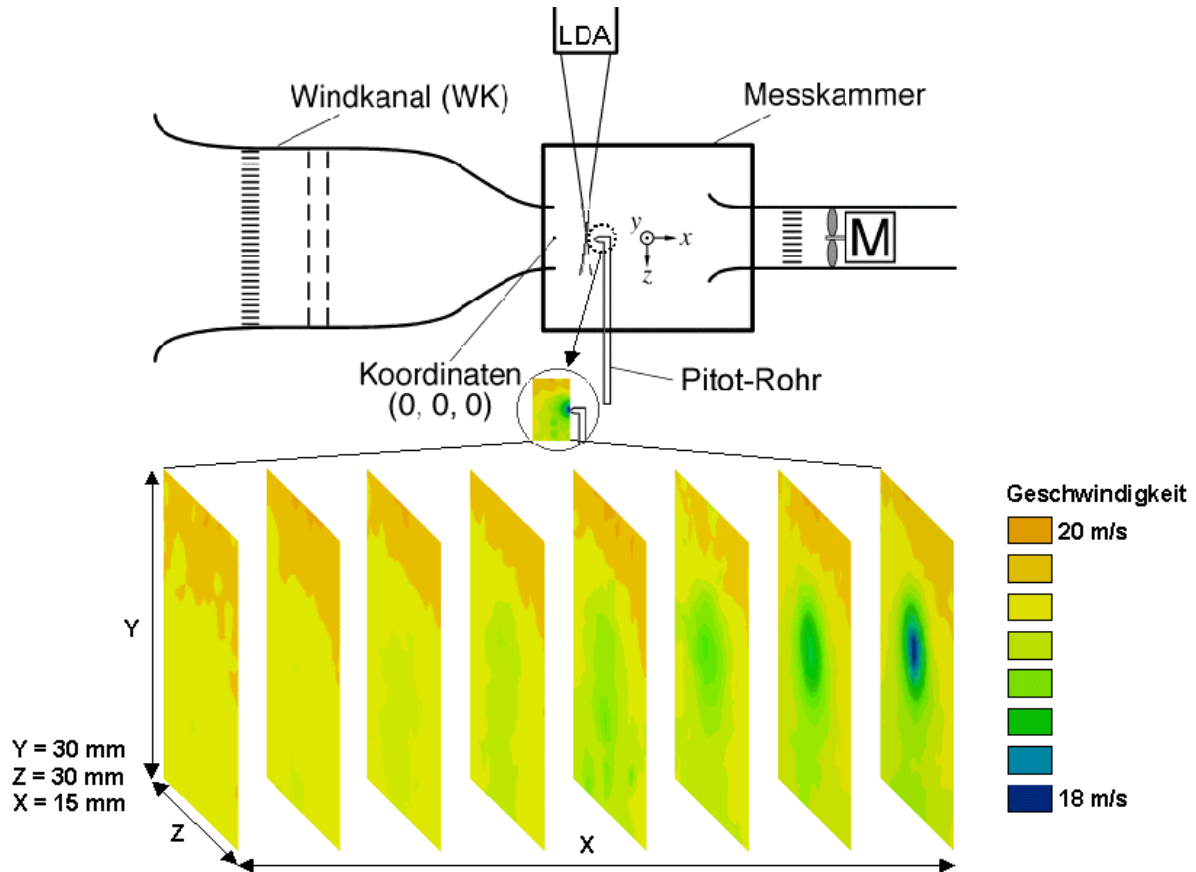 LDA
Windkanal (WK)
Messkammer
y
x
z
M
Koordinaten
(0, 0, 0)
Pitot-Rohr
Geschwindigkeit
20 m/s
18 m/s
Y
Y = 30 mm
Z = 30 mm
X = 15 mm
Z
X